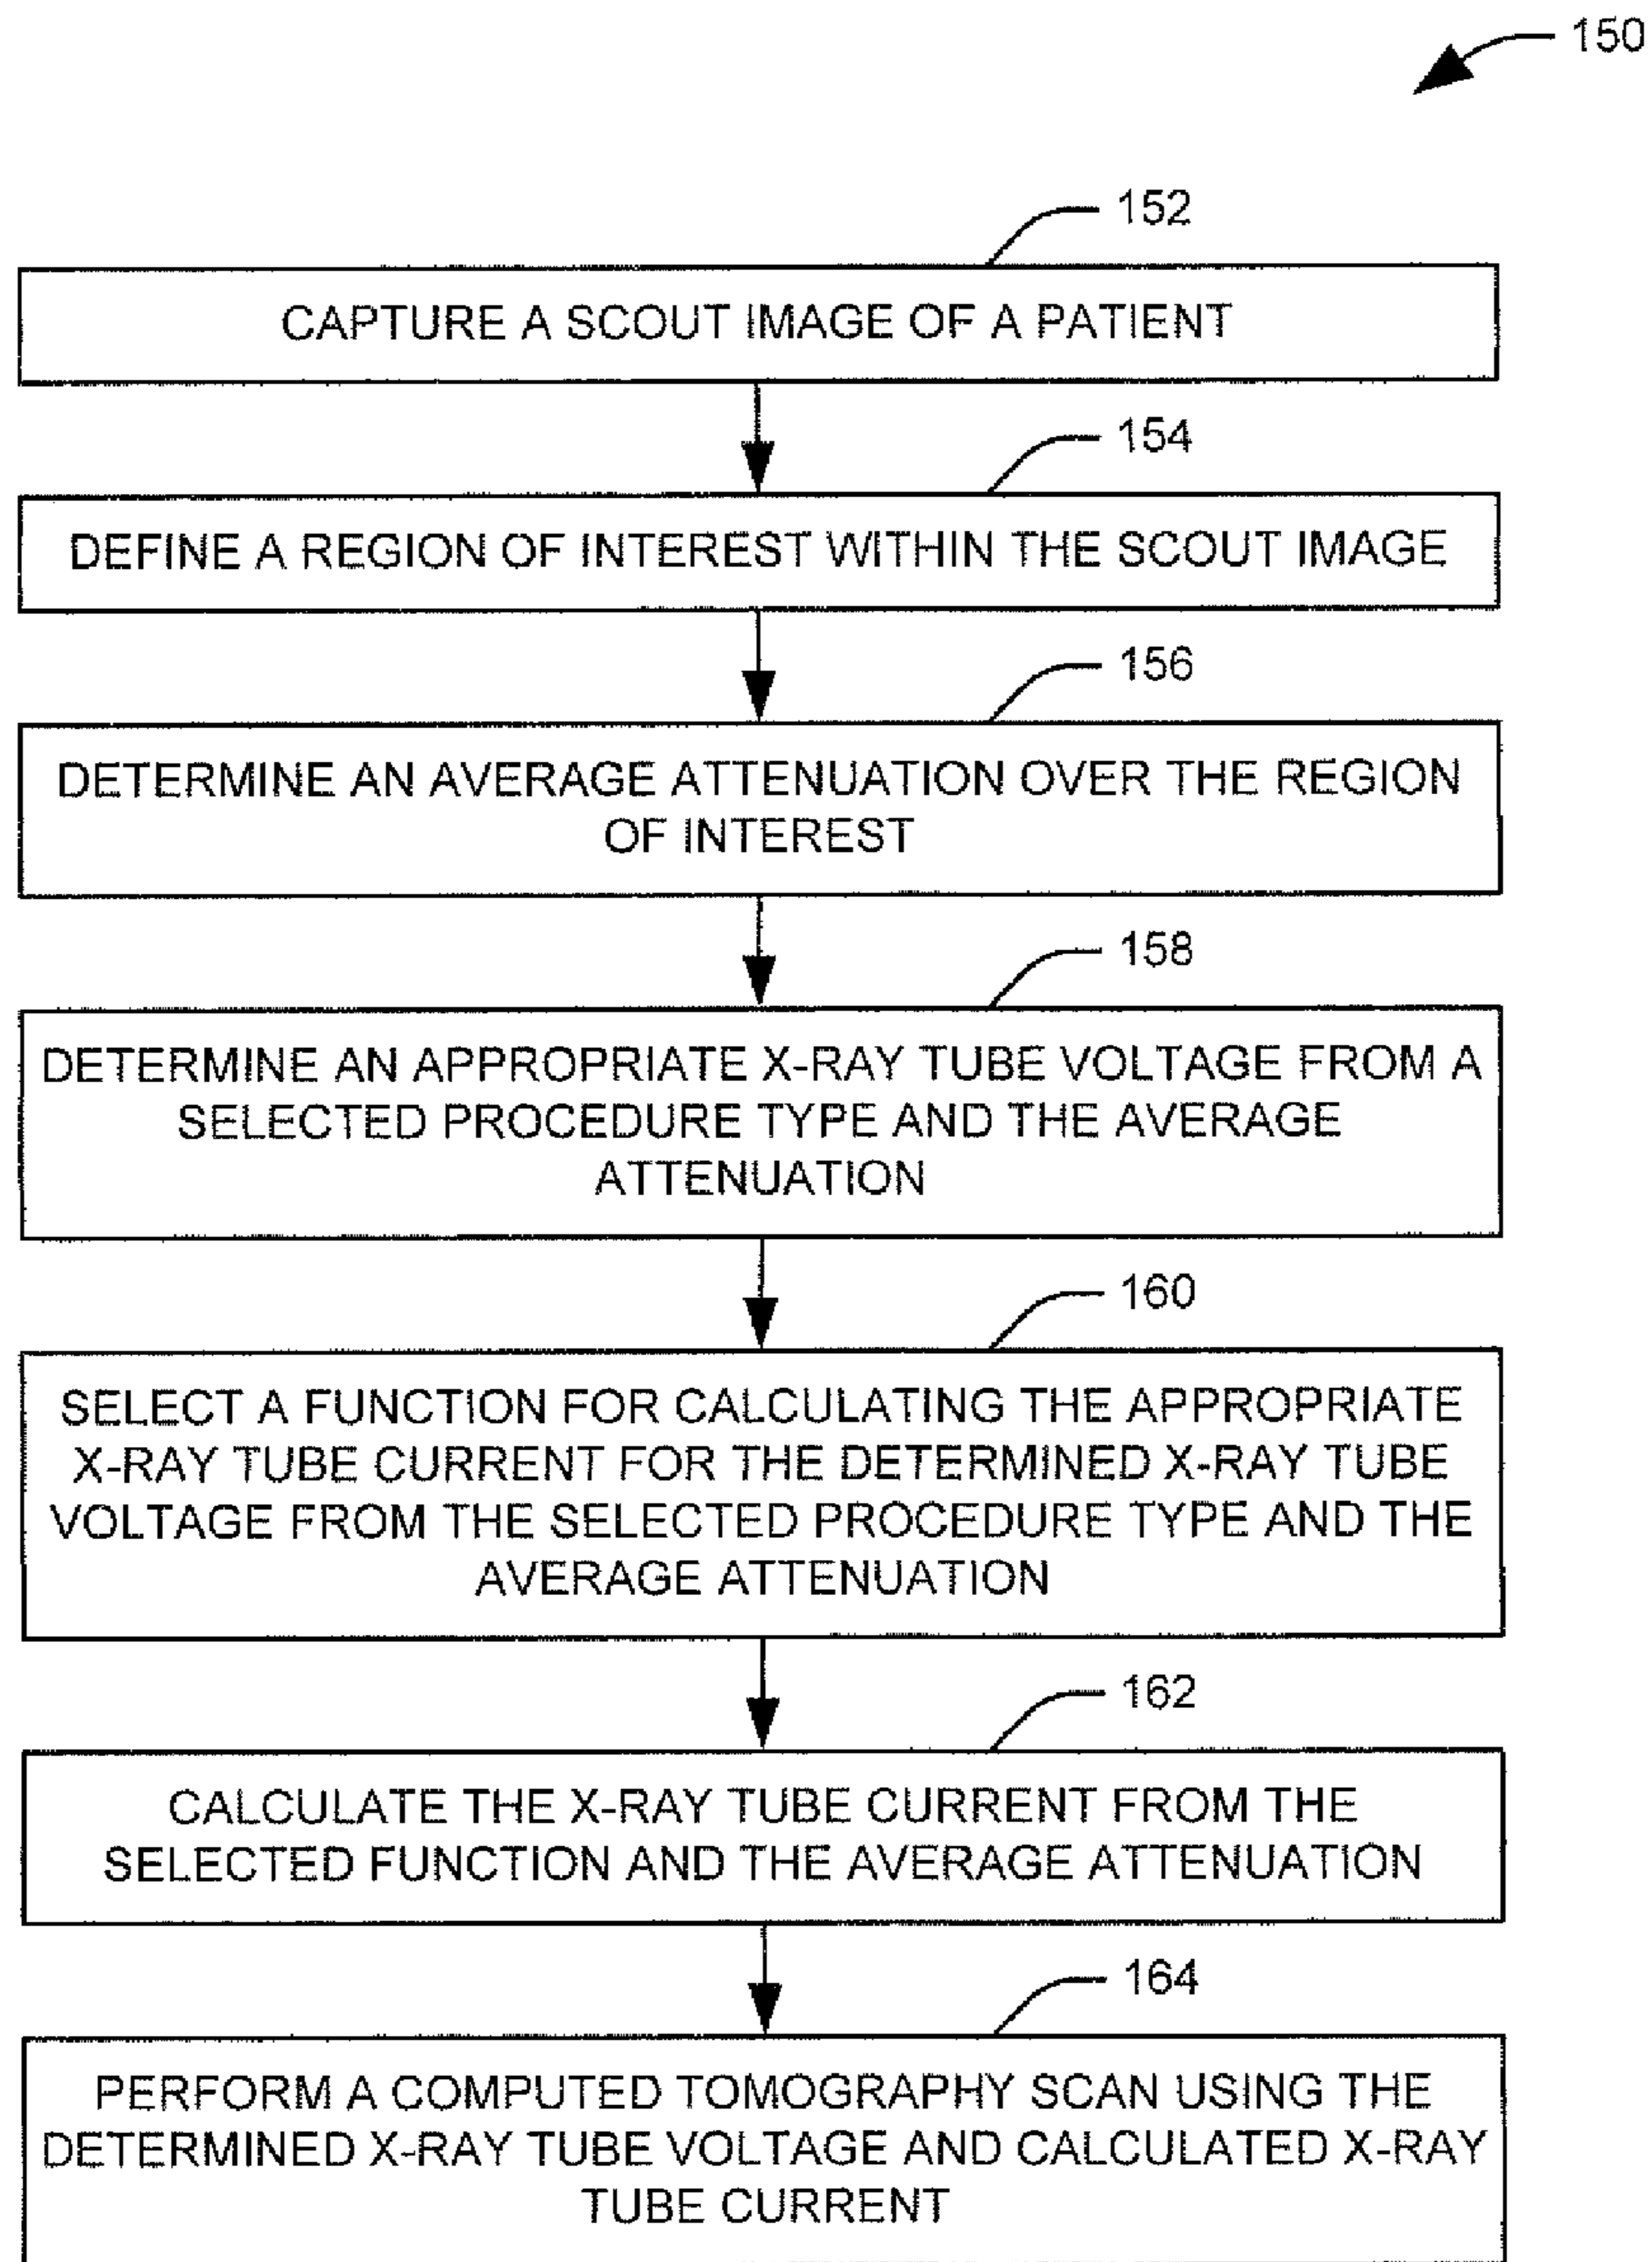 150
152
CAPTURE A SCOUT IMAGE OF A PATIENT
154
DEFINE A REGION OF INTEREST WITHIN THE SCOUT IMAGE
156
DETERMINE AN AVERAGE ATTENUATION OVER THE REGION
OF INTEREST
158
DETERMINE AN APPROPRIATE X-RAY TUBE VOLTAGE FROM A
SELECTED PROCEDURE TYPE AND THE AVERAGE
ATTENUATION
160
SELECT A FUNCTION FOR CALCULATING THE APPROPRIATE
X-RAY TUBE CURRENT FOR THE DETERMINED X-RAY TUBE
VOLTAGE FROM THE SELECTED PROCEDURE TYPE AND THE
AVERAGE ATTENUATION
162
CALCULATE THE X-RAY TUBE CURRENT FROM THE
SELECTED FUNCTION AND THE AVERAGE ATTENUATION
164
PERFORM A COMPUTED TOMOGRAPHY SCAN USING THE
DETERMINED X-RAY TUBE VOLTAGE AND CALCULATED X-RAY
TUBE CURRENT